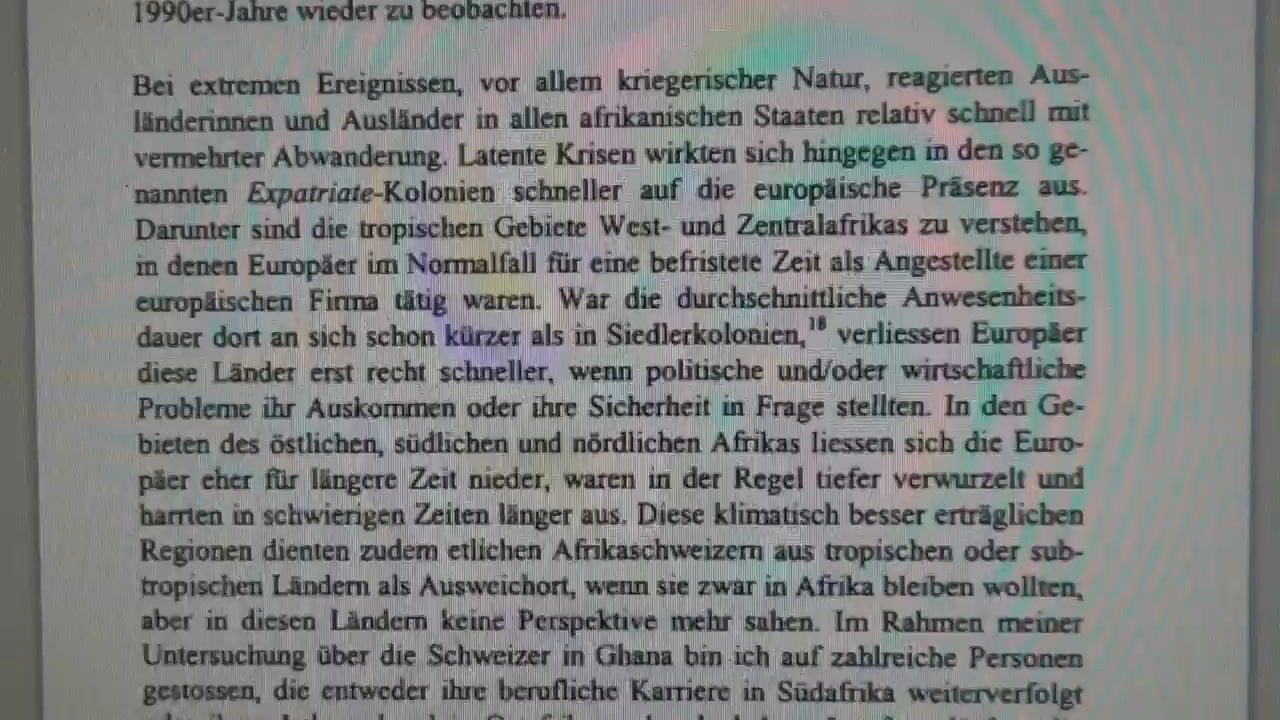 1990er-Jahre wieder zu beobachten.
Bei extremen Ereignissen, vor allem kriegerischer Natur, reagierten Aus-
länderinnen und Ausländer in allen afrikanischen Staaten relativ schnell mit
vermehrter Abwanderung. Latente Krisen wirkten sich hingegen in den so ge-
nannten Expatriate-Kolonien schneller auf die europäische Präsenz aus.
Darunter sind die tropischen Gebiete West- und Zentralafrikas zu verstehen,
in denen Europäer im Normalfall für eine befristete Zeit als Angestellte einer
europäischen Firma tätig waren. War die durchschnittliche Anwesenheits-
dauer dort an sich schon kürzer als in Siedlerkolonien,18 verliessen Europäer
diese Länder erst recht schneller, wenn politische und/oder wirtschaftliche
Probleme ihr Auskommen oder ihre Sicherheit in Frage stellten. In den Ge-
bieten des östlichen, südlichen und nördlichen Afrikas liessen sich die Euro-
päer eher für längere Zeit nieder, waren in der Regel tiefer verwurzelt und
harrten in schwierigen Zeiten länger aus. Diese klimatisch besser erträglichen
Regionen dienten zudem etlichen Afrikaschweizern aus tropischen oder sub-
tropischen Ländern als Ausweichort, wenn sie zwar in Afrika bleiben wollten,
aber in diesen Ländern keine Perspektive mehr sahen. Im Rahmen meiner
Untersuchung über die Schweizer in Ghana bin ich auf zahlreiche Personen
gestossen, die entweder ihre berufliche Karriere in Südafrika weiterverfolgt